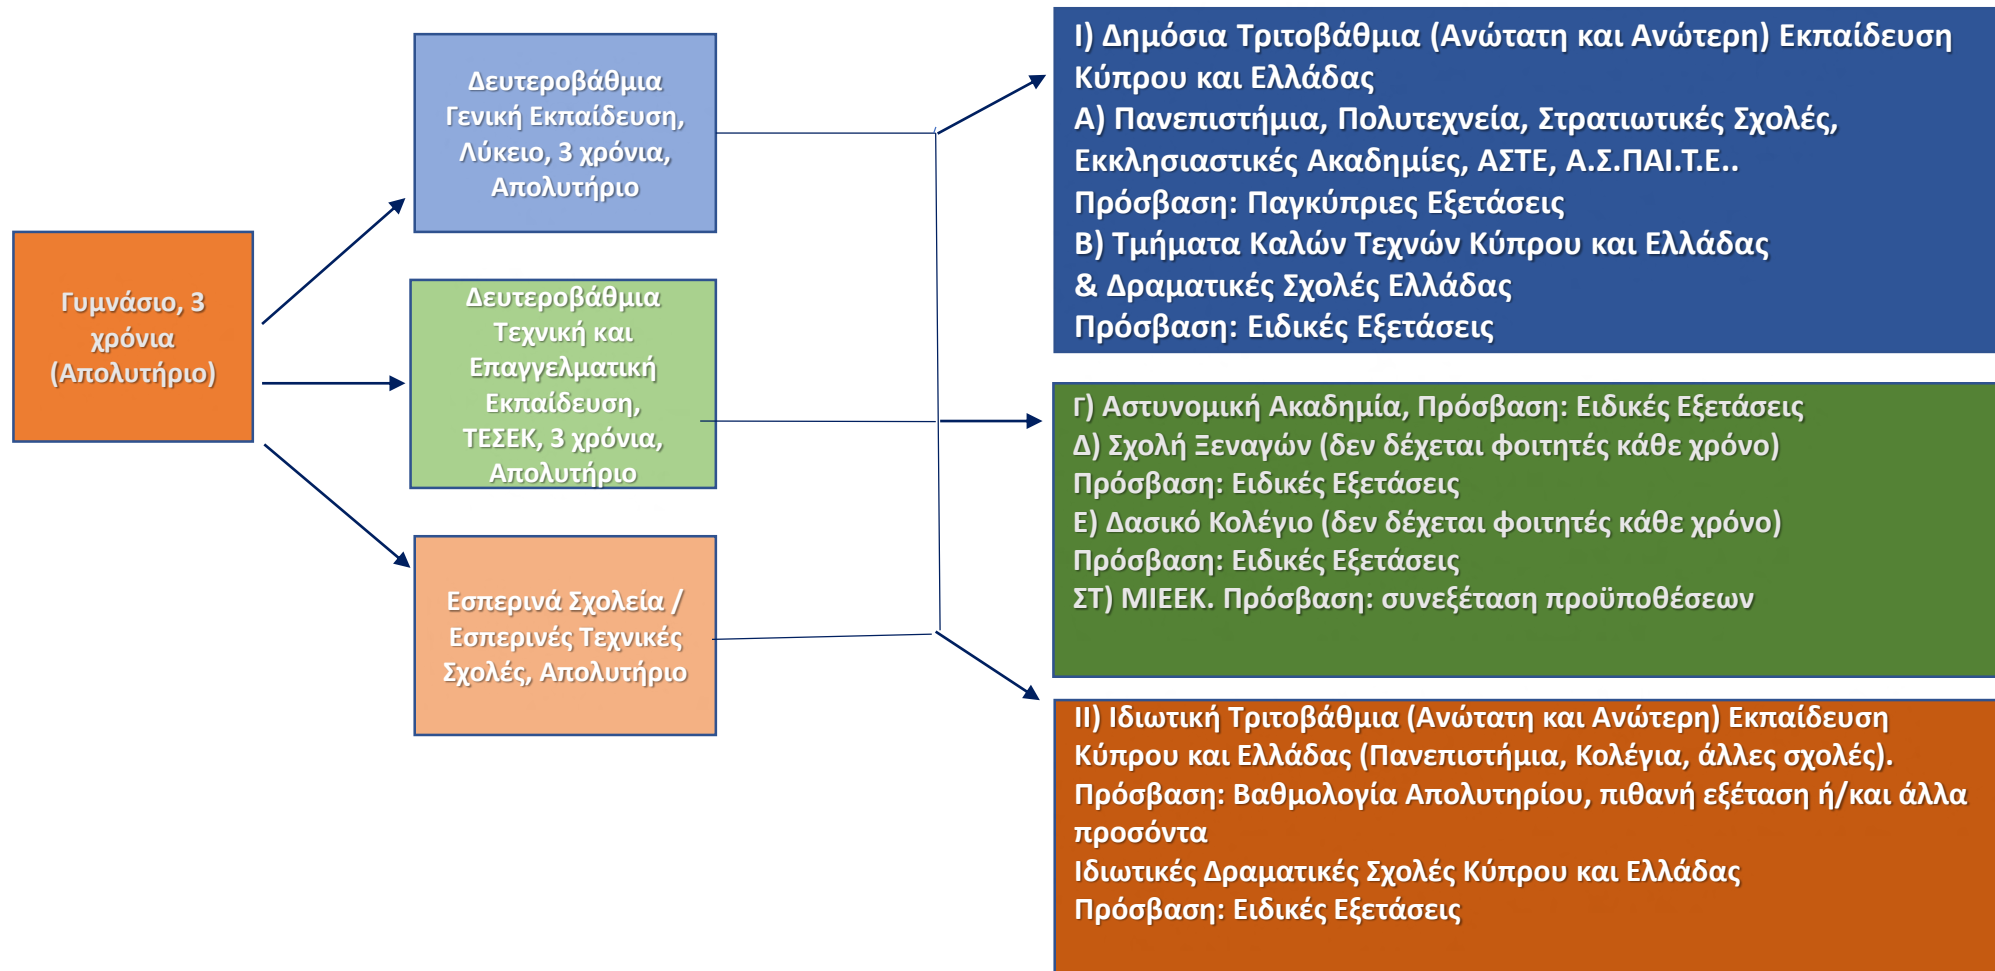 Γυμνάσιο, 3
χρόνια
(Απολυτήριο)
Δευτεροβάθμια
Γενική Εκπαίδευση,
Λύκειο, 3 χρόνια,
Απολυτήριο
Δευτεροβάθμια
Τεχνική και
Επαγγελματική
Εκπαίδευση,
ΤΕΣΕΚ, 3 χρόνια,
Απολυτήριο
Εσπερινά Σχολεία /
Εσπερινές Τεχνικές
Σχολές, Απολυτήριο
Ι) Δημόσια Τριτοβάθμια (Ανώτατη και Ανώτερη) Εκπαίδευση
Κύπρου και Ελλάδας
Α) Πανεπιστήμια, Πολυτεχνεία, Στρατιωτικές Σχολές,
Εκκλησιαστικές Ακαδημίες, ΑΣΤΕ, Α.Σ.ΠΑΙ.Τ.Ε..
Πρόσβαση: Παγκύπριες Εξετάσεις
Β) Τμήματα Καλών Τεχνών Κύπρου και Ελλάδας
& Δραματικές Σχολές Ελλάδας
Πρόσβαση: Ειδικές Εξετάσεις
Γ) Αστυνομική Ακαδημία, Πρόσβαση: Ειδικές Εξετάσεις
Δ) Σχολή Ξεναγών (δεν δέχεται φοιτητές κάθε χρόνο)
Πρόσβαση: Ειδικές Εξετάσεις
Ε) Δασικό Κολέγιο (δεν δέχεται φοιτητές κάθε χρόνο)
Πρόσβαση: Ειδικές Εξετάσεις
ΣΤ) ΜΙΕΕΚ. Πρόσβαση: συνεξέταση προϋποθέσεων
ΙΙ) Ιδιωτική Τριτοβάθμια (Ανώτατη και Ανώτερη) Εκπαίδευση
Κύπρου και Ελλάδας (Πανεπιστήμια, Κολέγια, άλλες σχολές).
Πρόσβαση: Βαθμολογία Απολυτηρίου, πιθανή εξέταση ή/και άλλα
προσόντα
Ιδιωτικές Δραματικές Σχολές Κύπρου και Ελλάδας
Πρόσβαση: Ειδικές Εξετάσεις